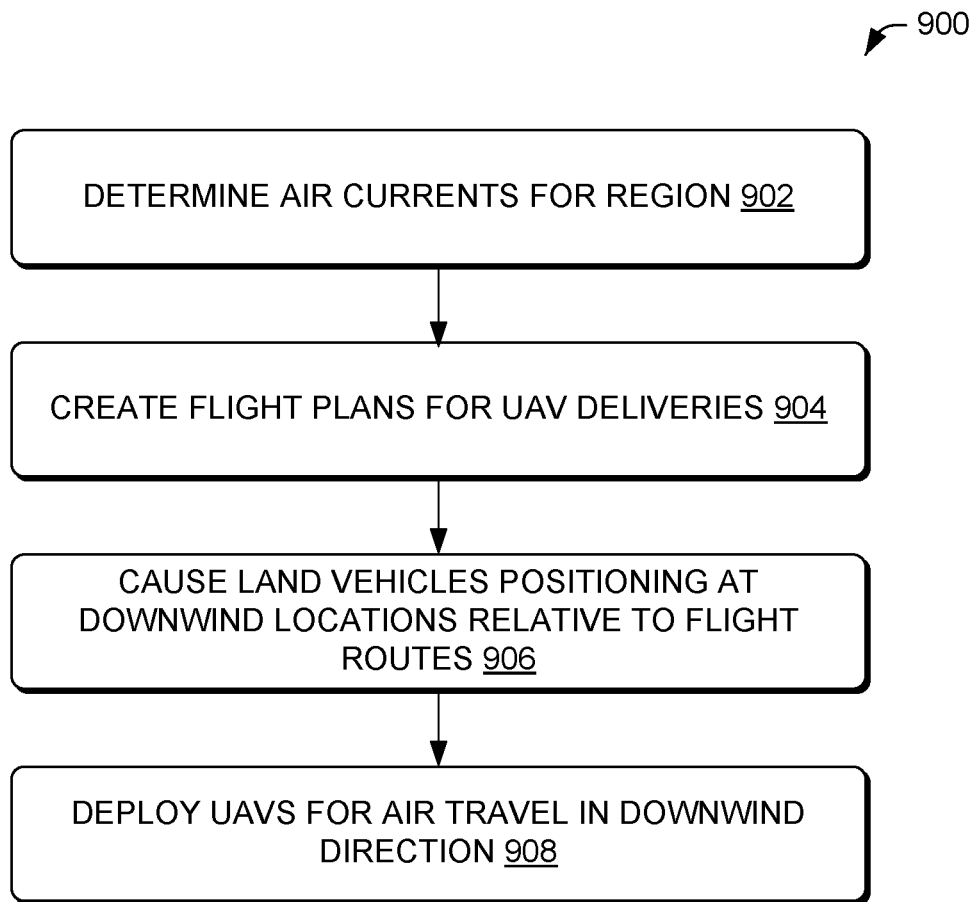 900
DETERMINE AIR CURRENTS FOR REGION 902
CREATE FLIGHT PLANS FOR UAV DELIVERIES 904
CAUSE LAND VEHICLES POSITIONING AT
DOWNWIND LOCATIONS RELATIVE TO FLIGHT
ROUTES 906
DEPLOY UAVS FOR AIR TRAVEL IN DOWNWIND
DIRECTION 908